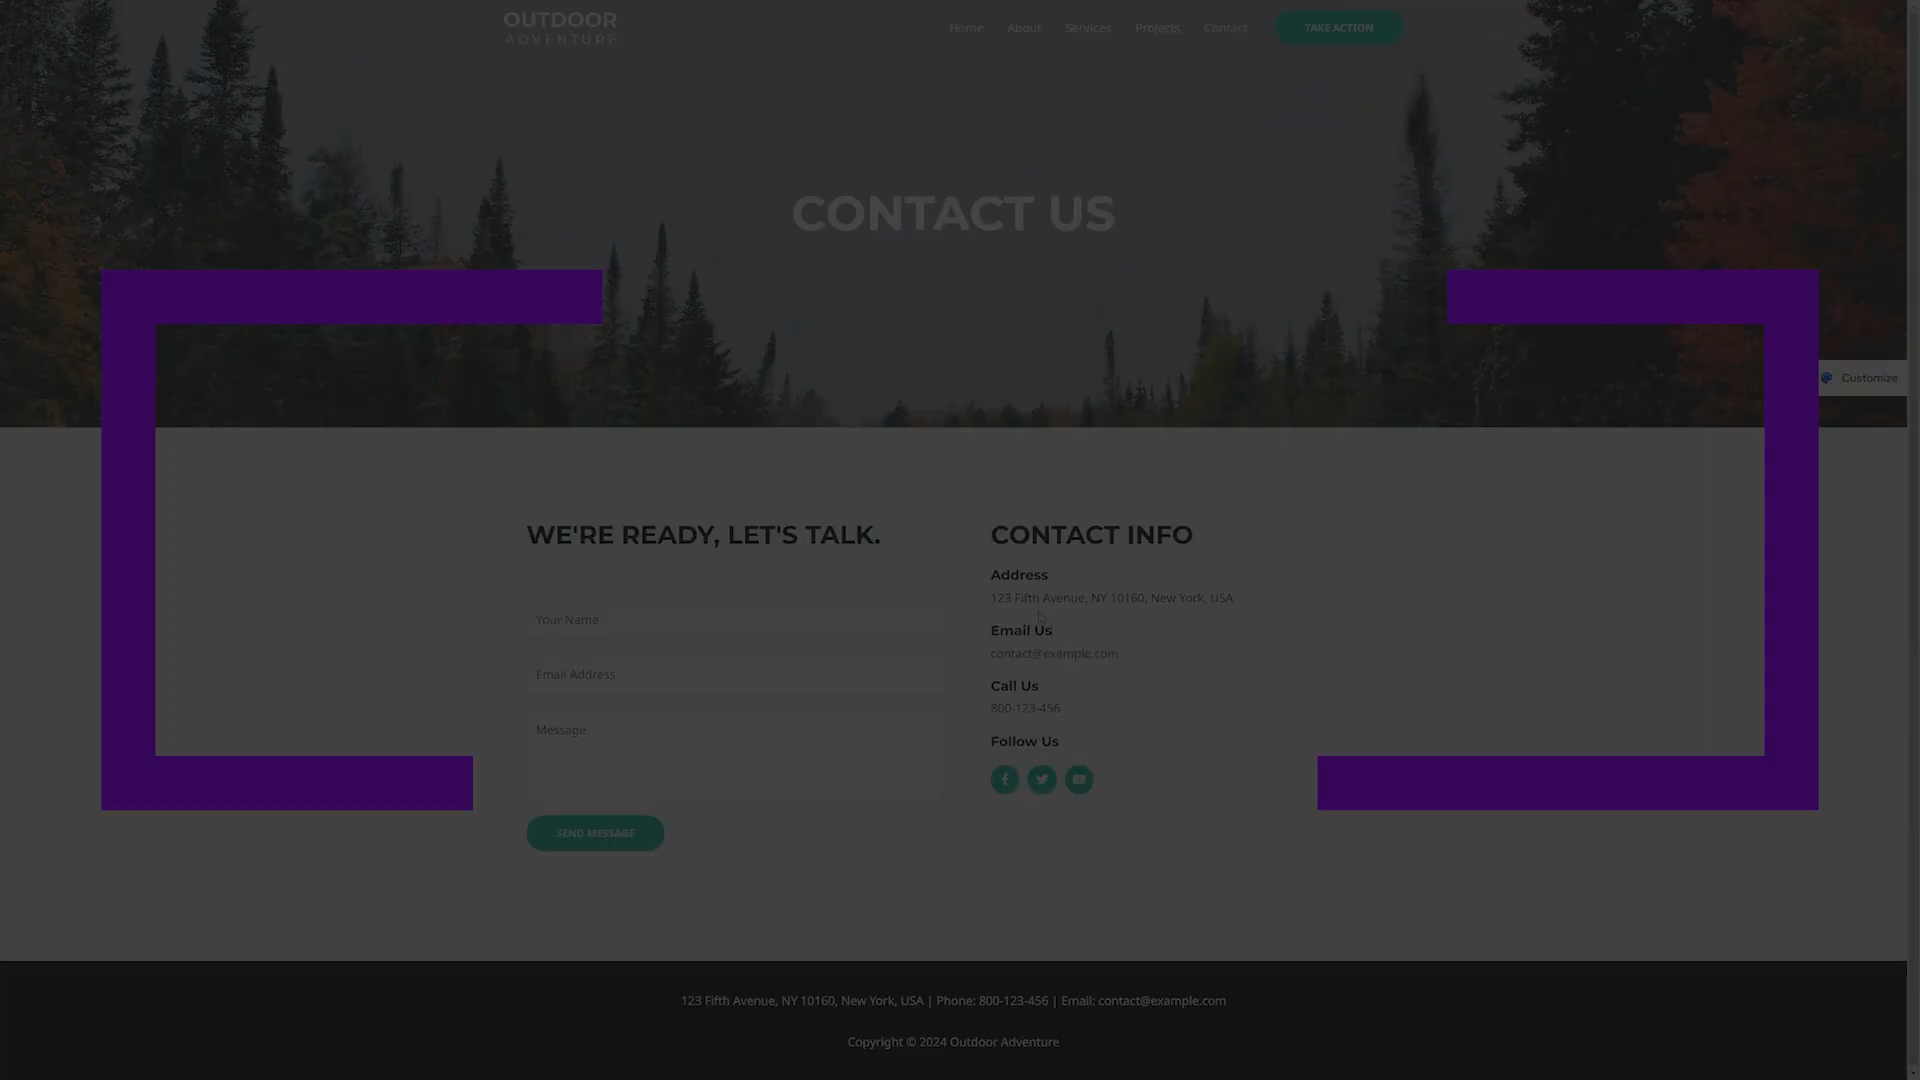 OUTDOOR
ADVENTURE
Home
About
Services
Projects
Contact
TAKE ACTION
CONTACT US
Customize
WE'RE READY, LET'S TALK.
Your Name
Email Address
Message
SEND MESSAGE
CONTACT INFO
Address
123 Fifth Avenue, NY 10160, New York, USA
Email Us
contact@example.com
Call Us
800-123-456
Follow Us
123 Fifth Avenue, NY 10160, New York, USA | Phone: 800-123-456 | Email: contact@example.com
Copyright © 2024 Outdoor Adventure